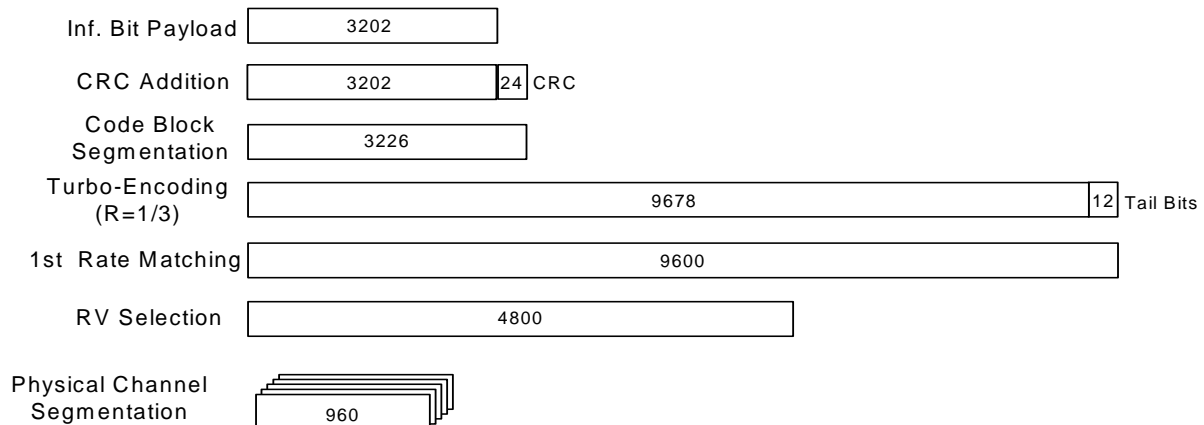 Inf. Bit Payload 3202
CRC Addition 3202 24 CRC
Code Block
Segmentation 3226
Turbo-Encoding
(R=1/3) 9678 12 Tail Bits
1st Rate Matching 9600
RV Selection 4800
Physical Channel
Segmentation 960